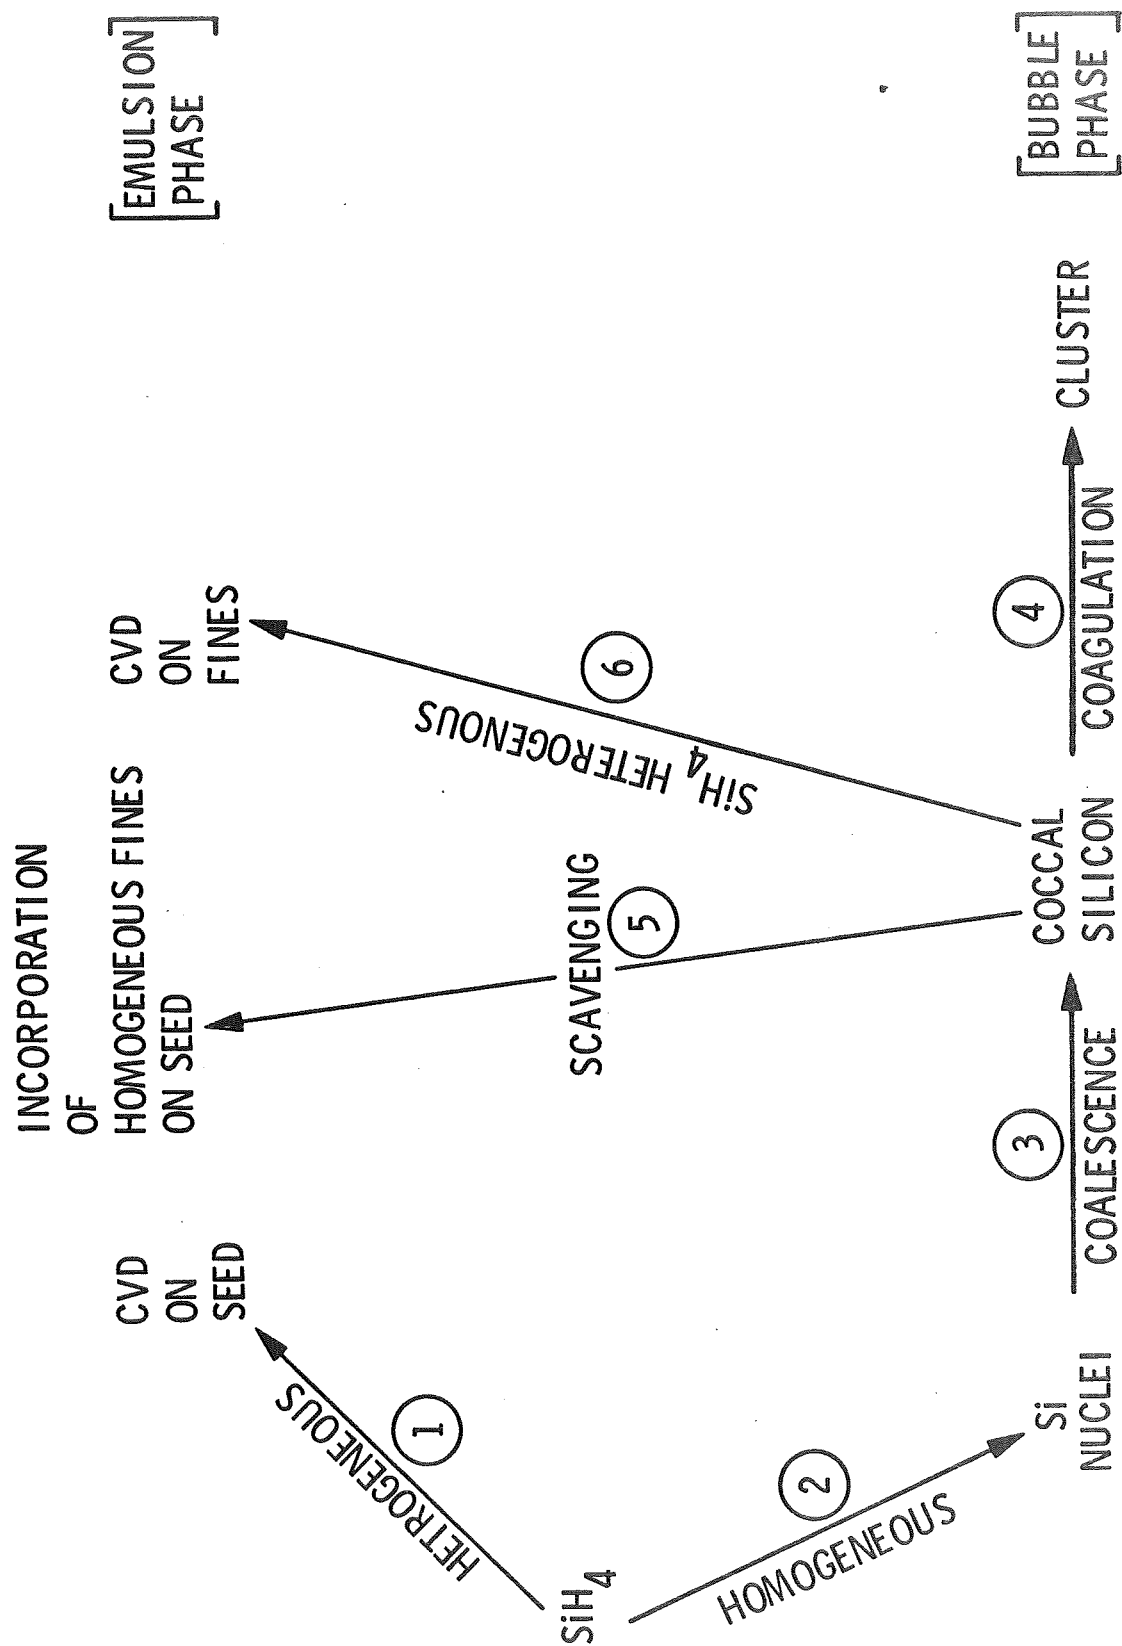 INCORPORATION
OF
HOMOGENEOUS FINES
ON SEED
CVD
ON
SEED
CVD
ON
FINES
[EMULSION
PHASE]
HETROGENEOUS
1
SCAVENGING
5
SiH4 HETEROGENOUS
6
SiH4
HOMOGENEOUS
2
Si
NUCLEI
3
COALESCENCE
COCCAL
SILICON
4
COAGULATION
CLUSTER
[BUBBLE
PHASE]